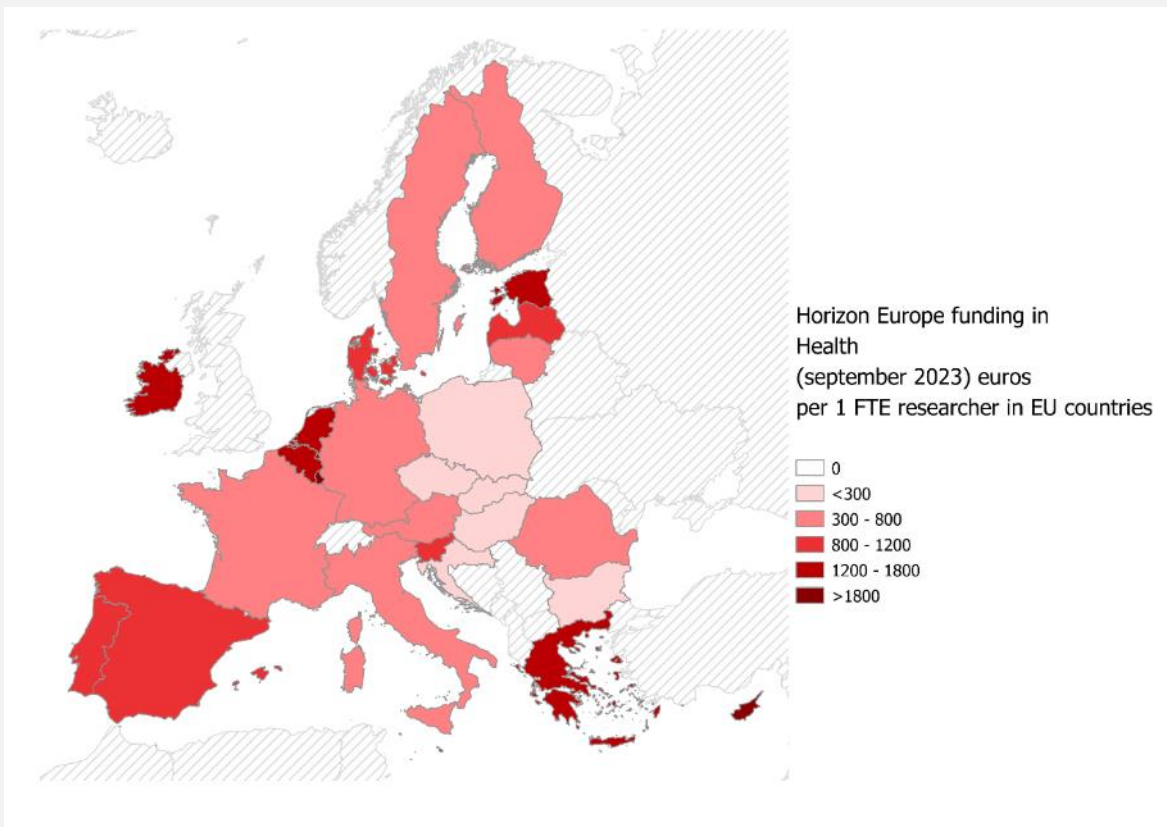 Horizon Europe funding in
Health
(september 2023) euros
per 1 FTE researcher in EU countries
0
<300
300 - 800
800 - 1200
1200 - 1800
>1800